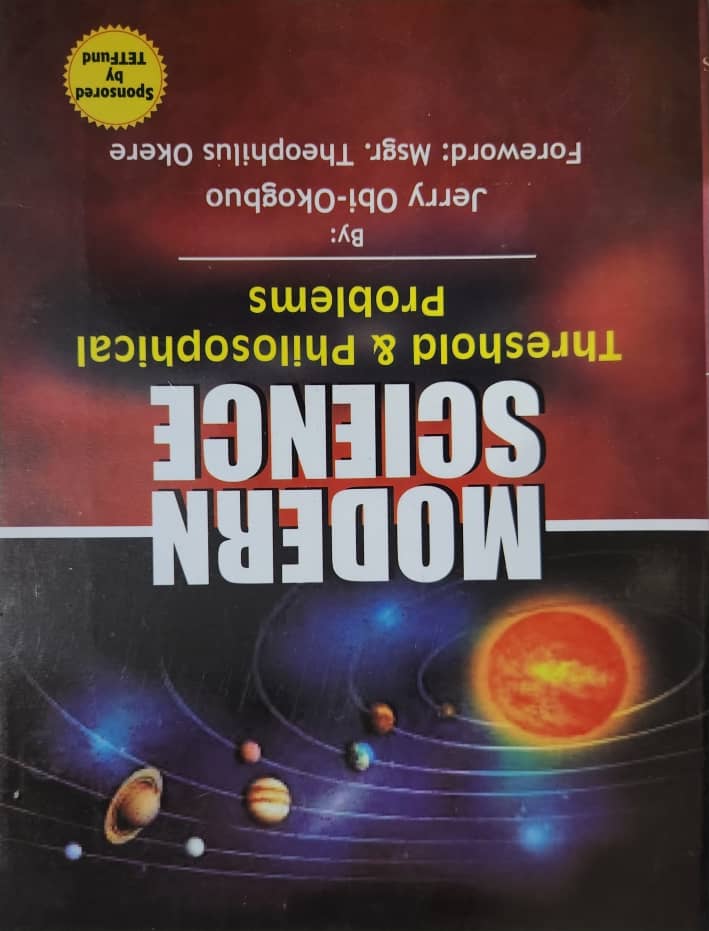 MODERN
SCIENCE
Threshold & Philosophical
Problems
By:
Jerry Obi-Okogbuo
Foreword: Msgr. Theophilus Okere
Sponsored
by
TETFund